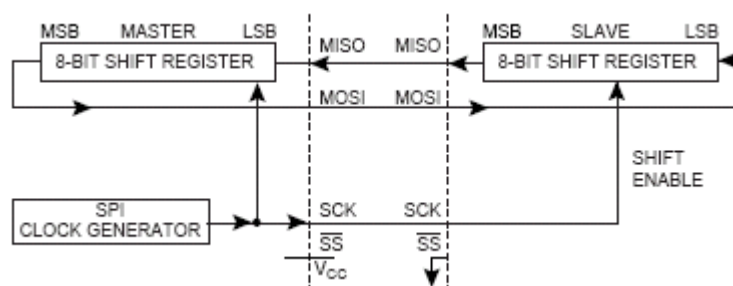 MSB MASTER LSB
8-BIT SHIFT REGISTER
MISO MISO
MSB SLAVE LSB
8-BIT SHIFT REGISTER
MOSI MOSI
SHIFT
ENABLE
SPI
CLOCK GENERATOR
SCK SCK
SS SS
VCC